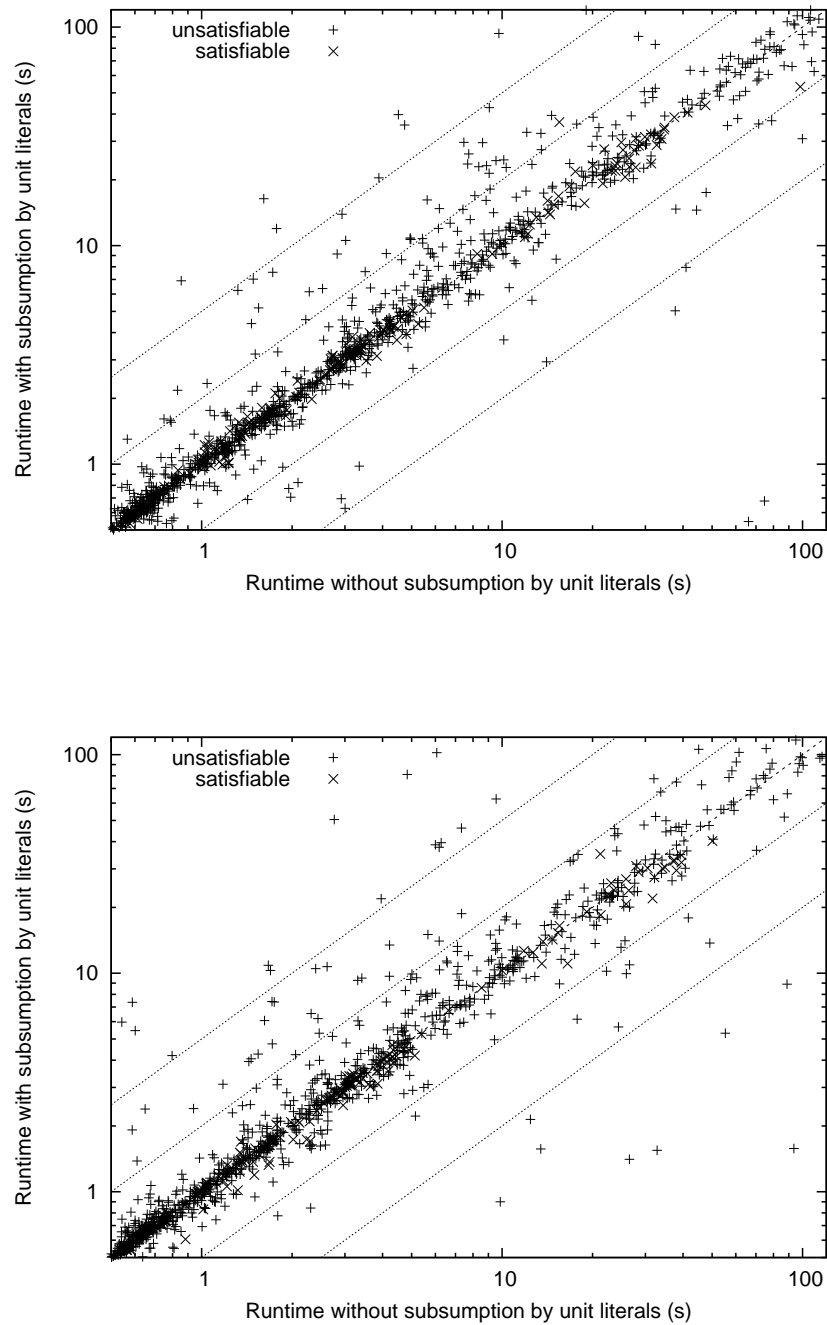 100
unsatisfiable
satisfiable
10
1
1
10
100
Runtime with subsumption by unit literals (s)
Runtime without subsumption by unit literals (s)
100
unsatisfiable
satisfiable
10
1
1
10
100
Runtime with subsumption by unit literals (s)
Runtime without subsumption by unit literals (s)